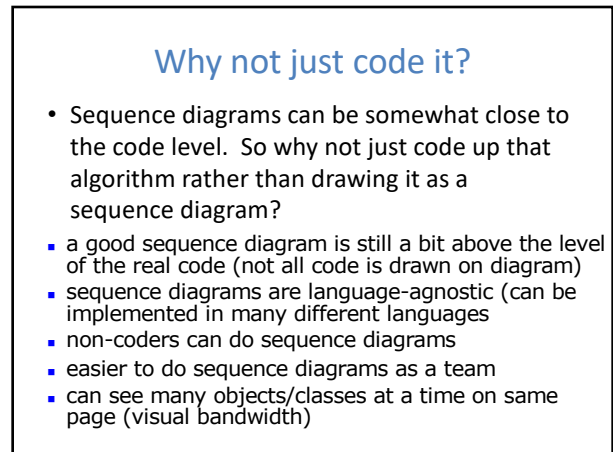 Why not just code it?
• Sequence diagrams can be somewhat close to
the code level.  So why not just code up that
algorithm rather than drawing it as a
sequence diagram?
▪ a good sequence diagram is still a bit above the level
of the real code (not all code is drawn on diagram)
▪ sequence diagrams are language-agnostic (can be
implemented in many different languages
▪ non-coders can do sequence diagrams
▪ easier to do sequence diagrams as a team
▪ can see many objects/classes at a time on same
page (visual bandwidth)